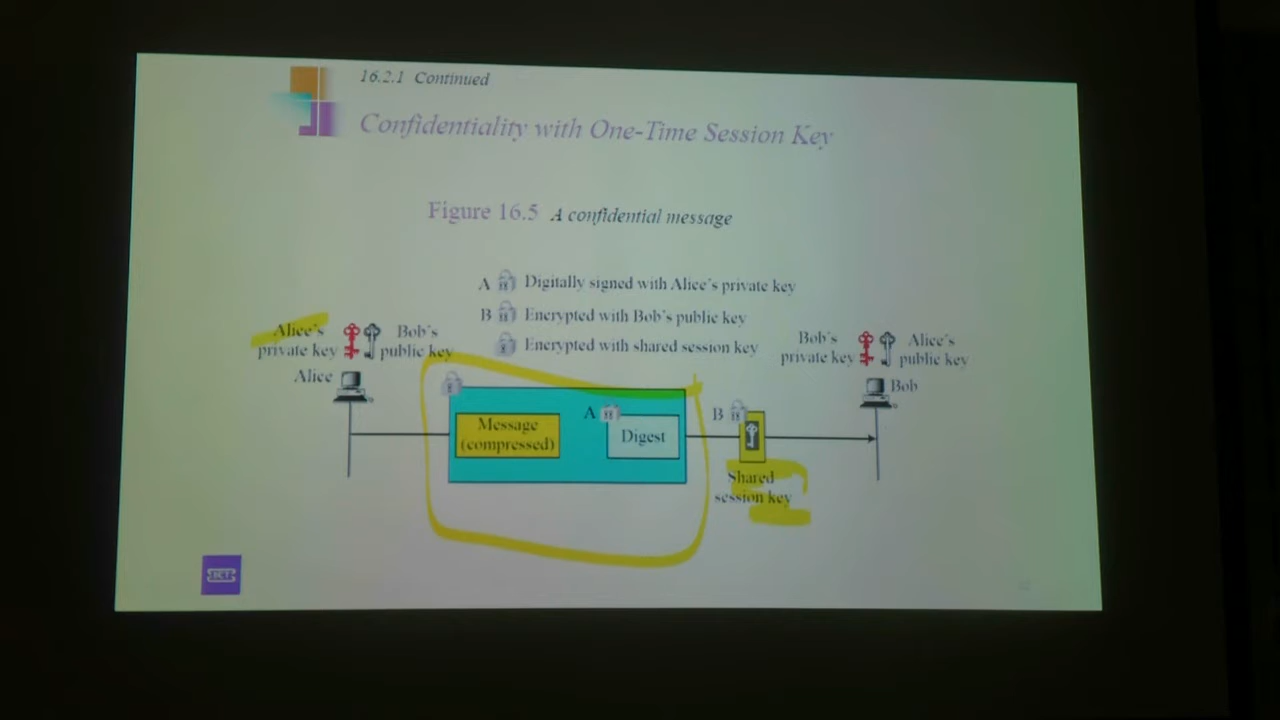 16.2.1 Continued
Confidentiality with One-Time Session Key
Figure 16.5 A confidential message
A Digitally signed with Alice's private key
B Encrypted with Bob's public key
Encrypted with shared session key
Alice's
private key
Bob's
public key
Bob's
private key
Alice's
public key
Alice
Bob
Message
(compressed)
A
Digest
B
Shared
session key